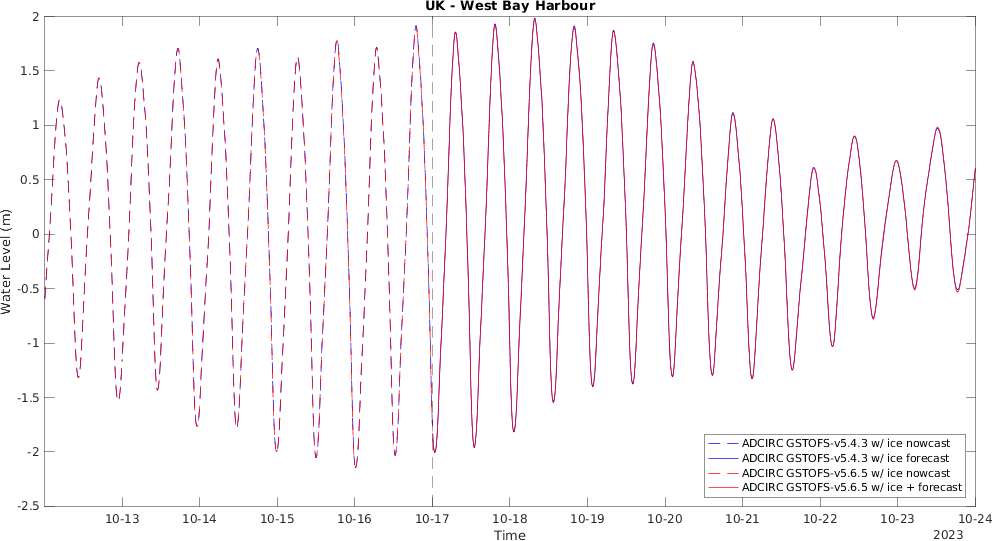 UK - West Bay Harbour
2
1.5
1
0.5
0
-0.5
-1
-1.5
-2
-2.5
Water Level (m)
10-13 10-14 10-15 10-16 10-17 10-18 10-19 10-20 10-21 10-22 10-23 10-24
Time
2023
ADCIRC GSTOFS-v5.4.3 w/ ice nowcast
ADCIRC GSTOFS-v5.4.3 w/ ice forecast
ADCIRC GSTOFS-v5.6.5 w/ ice nowcast
ADCIRC GSTOFS-v5.6.5 w/ ice + forecast